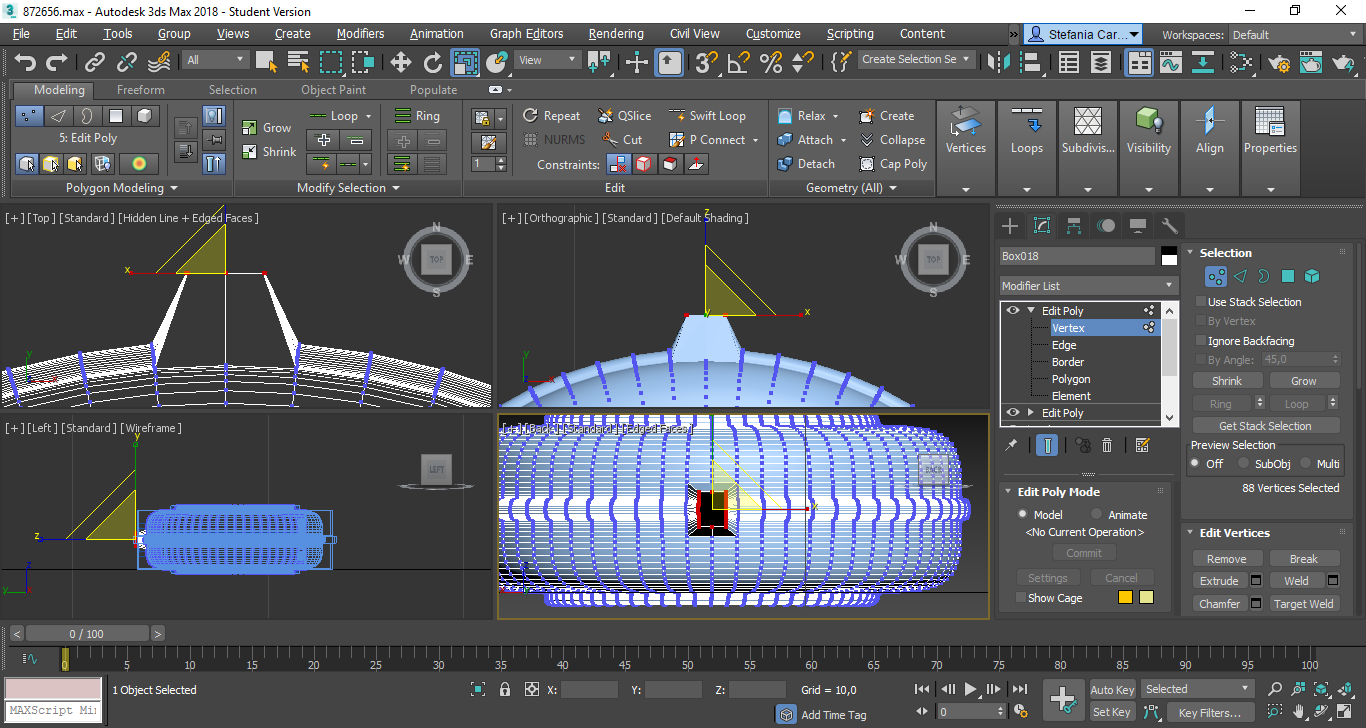 872656.max - Autodesk 3ds Max 2018 - Student Version
File Edit Tools Group Views Create Modifiers Animation Graph Editors Rendering Civil View Customize Scripting Content » Stefania Car... Workspaces: Default
All View Create Selection Se
Modeling Freeform Selection Object Paint Populate
5: Edit Poly
Grow
Shrink
Loop
Ring
1
Repeat QSlice Swift Loop
NURMS Cut P Connect
Constraints:
Relax Create
Attach Collapse
Detach Cap Poly
Vertices Loops Subdivis... Visibility Align Properties
Polygon Modeling Modify Selection Edit Geometry (All)
[+] [Top] [Standard] [Hidden Line + Edged Faces]
N
W TOP E
S
x
y
[+] [Orthographic] [Standard] [Default Shading]
z
N
W TOP E
S
x
y
[+] [Left] [Standard] [Wireframe]
y
LEFT
z
z
y
[+] [Back] [Standard] [Edged Faces]
BACK
x
Box018
Modifier List
Edit Poly
Vertex
Edge
Border
Polygon
Element
Edit Poly
Edit Poly Mode
Model Animate
<No Current Operation>
Commit
Settings Cancel
Show Cage
Selection
Use Stack Selection
By Vertex
Ignore Backfacing
By Angle: 45,0
Shrink Grow
Ring Loop
Get Stack Selection
Preview Selection
Off SubObj Multi
88 Vertices Selected
Edit Vertices
Remove Break
Extrude Weld
Chamfer Target Weld
< 0 / 100 >
0 5 10 15 20 25 30 35 40 45 50 55 60 65 70 75 80 85 90 95 100
MAXScript Mi
1 Object Selected
X: Y: Z: Grid = 10,0
Add Time Tag
0
Auto Key Selected
Set Key Key Filters...